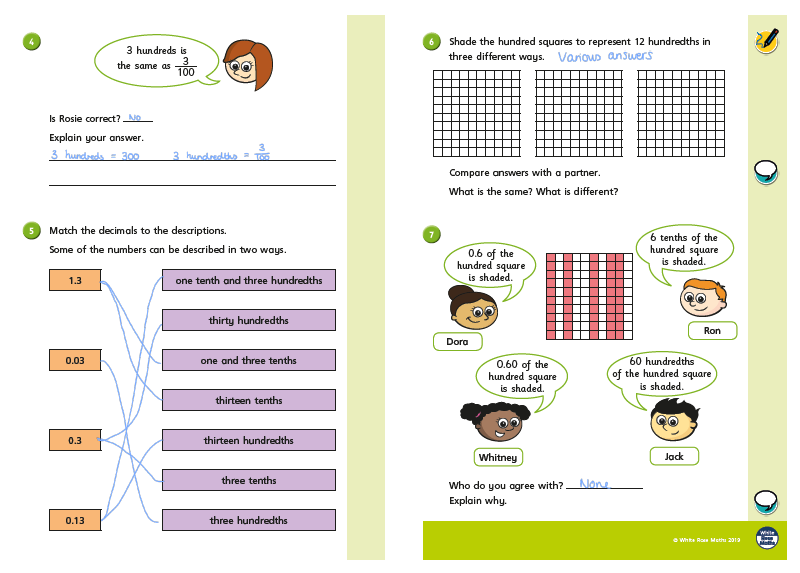 4
3 hundreds is
the same as 3/100
Is Rosie correct? No
Explain your answer.
3 hundreds = 300 3 hundredths = 3/100
5
Match the decimals to the descriptions.
Some of the numbers can be described in two ways.
1.3
one tenth and three hundredths
thirty hundredths
0.03
one and three tenths
thirteen tenths
0.3
thirteen hundredths
three tenths
0.13
three hundredths
6
Shade the hundred squares to represent 12 hundredths in
three different ways. Various answers
Compare answers with a partner.
What is the same? What is different?
7
0.6 of the
hundred square
is shaded.
Dora
6 tenths of the
hundred square
is shaded.
Ron
0.60 of the
hundred square
is shaded.
Whitney
60 hundredths
of the hundred square
is shaded.
Jack
Who do you agree with? None
Explain why.
© White Rose Maths 2019
White
Rose
Maths